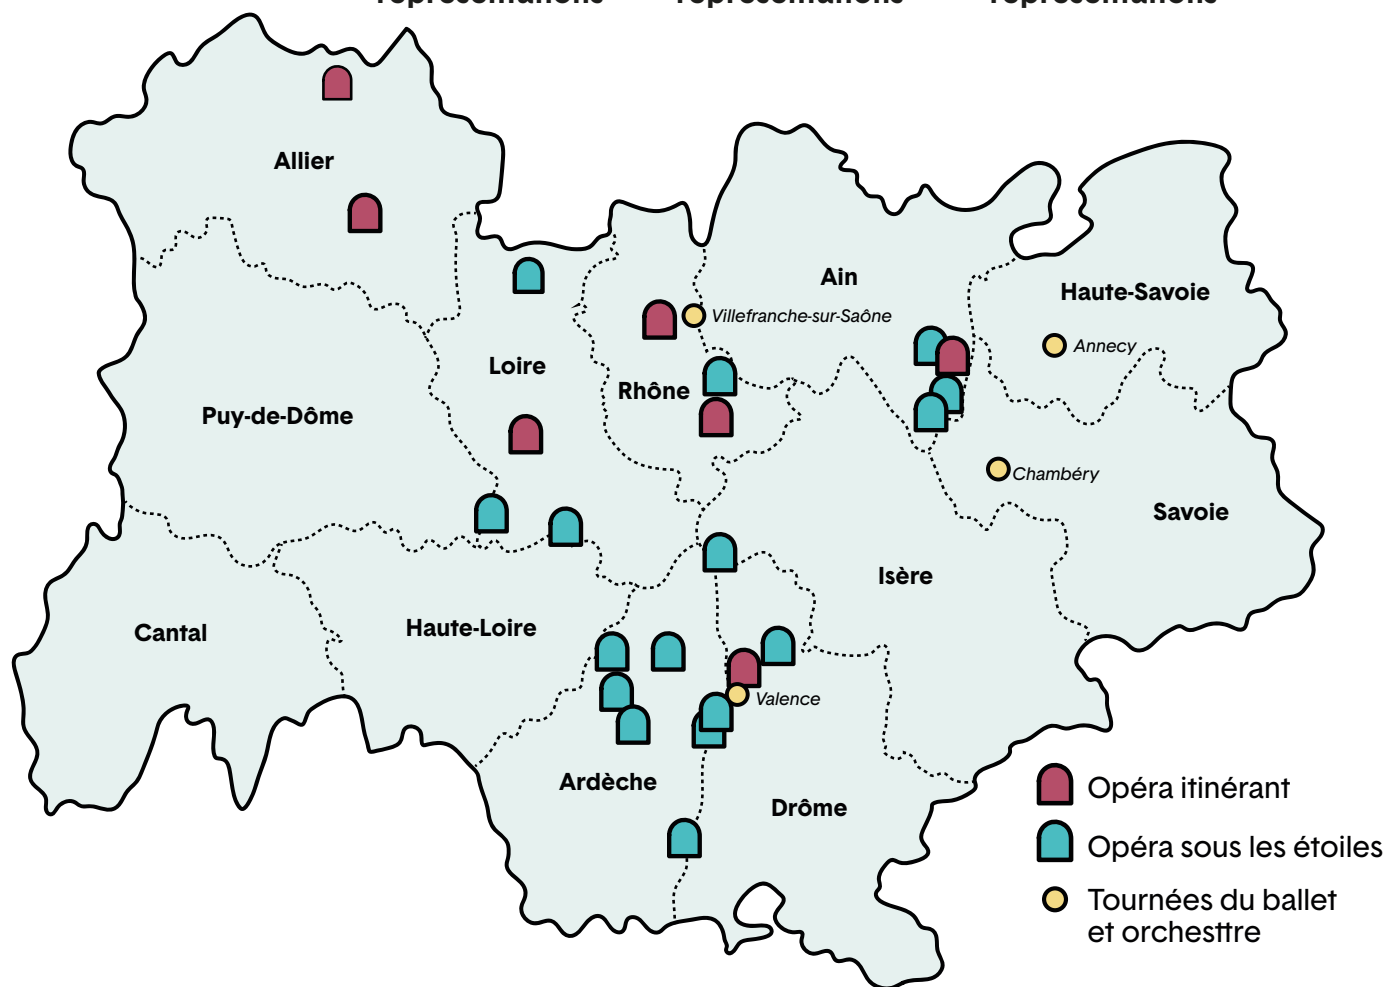 Allier
Ain
Haute-Savoie
Villefranche-sur-Saône
Annecy
Loire
Rhône
Puy-de-Dôme
Chambéry
Savoie
Isère
Haute-Loire
Cantal
Valence
Ardèche
Drôme
Opéra itinérant
Opéra sous les étoiles
Tournées du ballet
et orchesttre